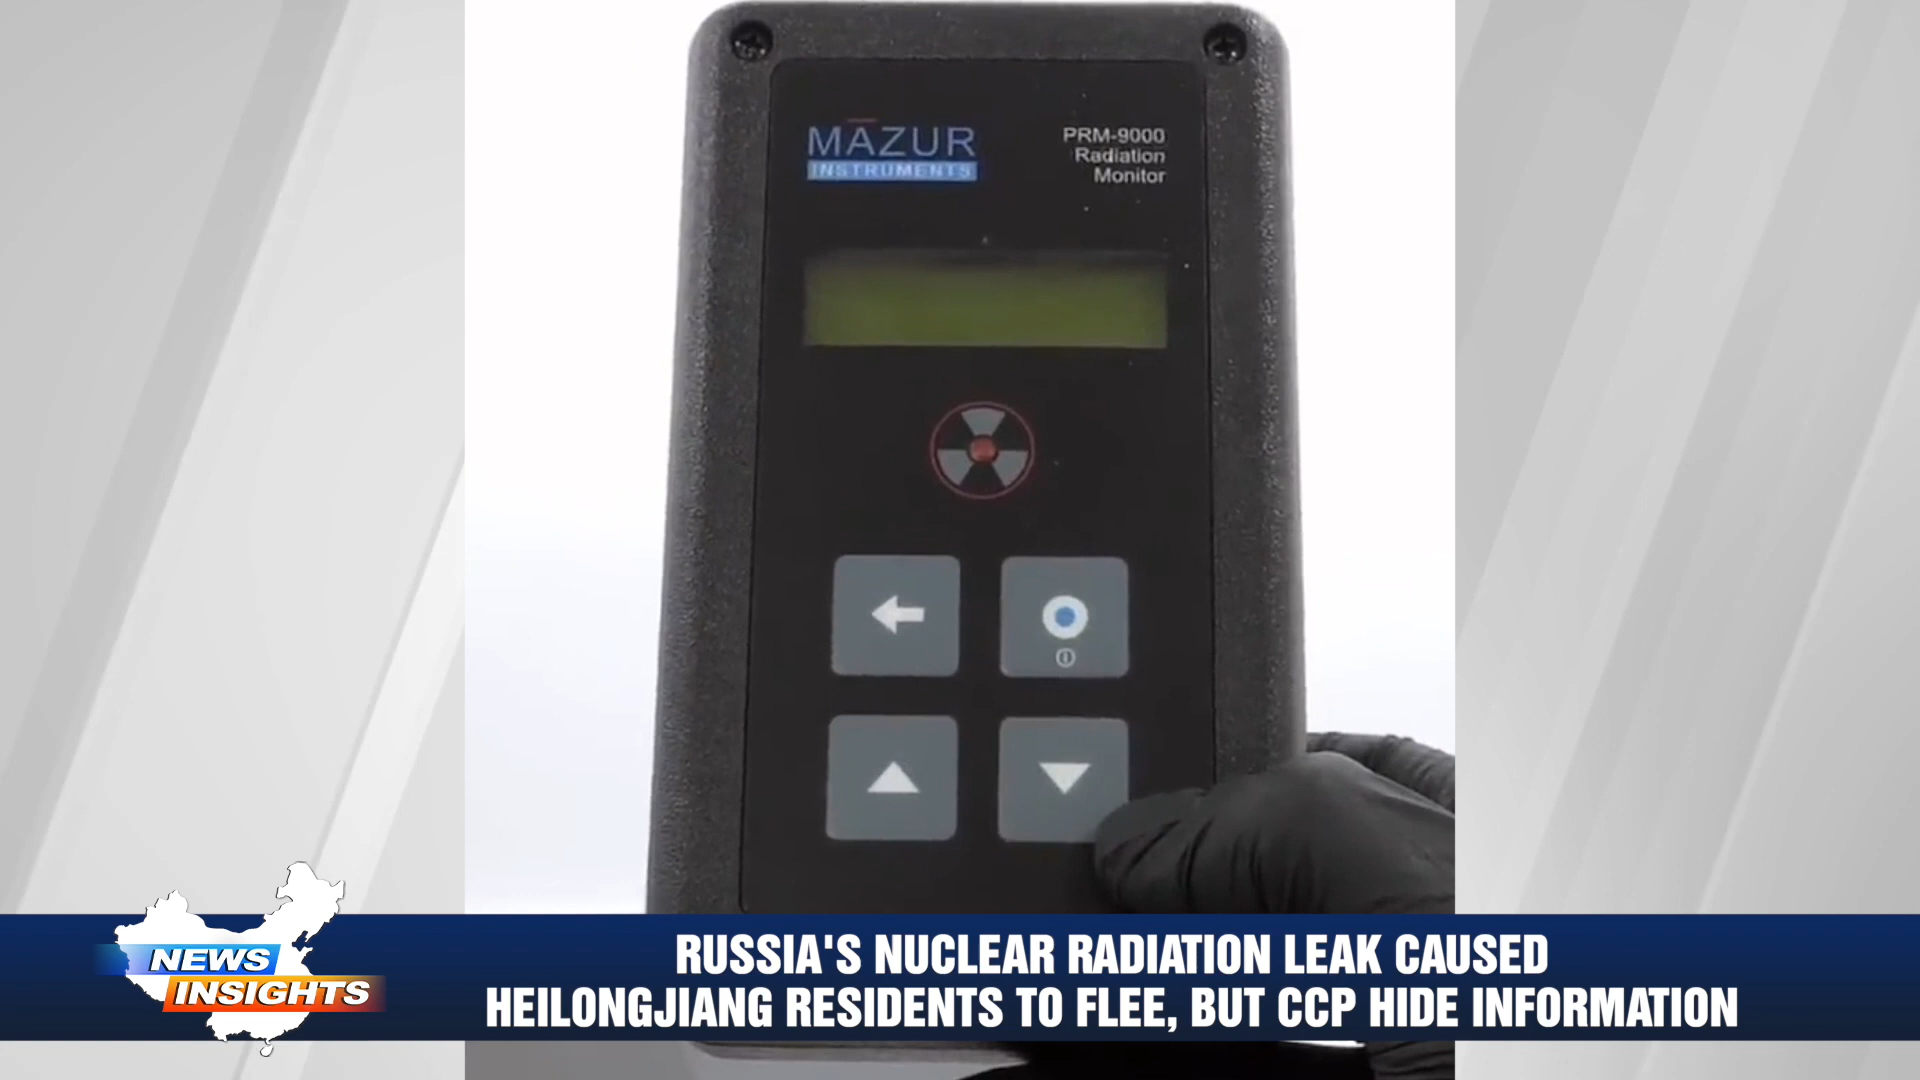 MAZUR
INSTRUMENTS
PRM-9000
Radiation
Monitor
NEWS
INSIGHTS
RUSSIA'S NUCLEAR RADIATION LEAK CAUSED
HEILONGJIANG RESIDENTS TO FLEE, BUT CCP HIDE INFORMATION